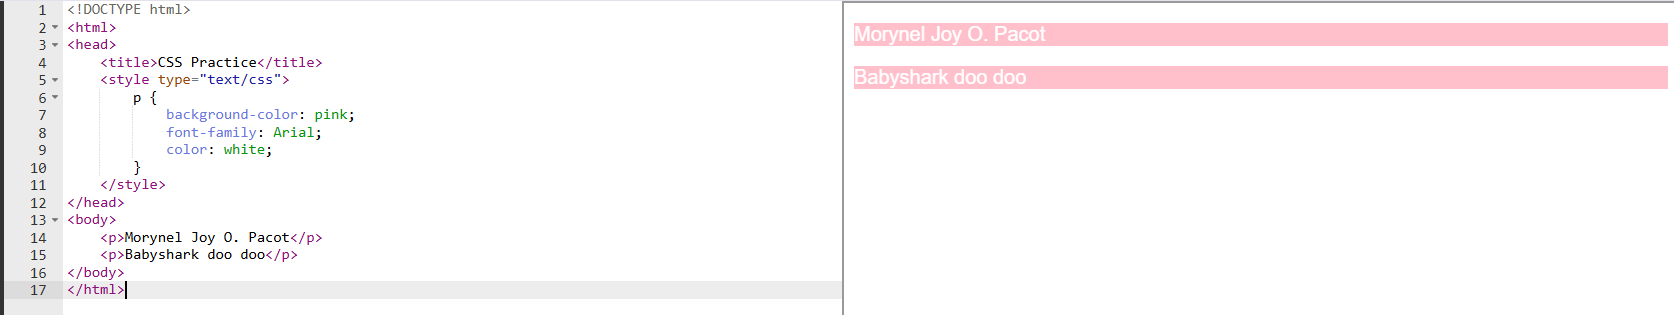 1 <!DOCTYPE html>
2 <html>
3 <head>
4     <title>CSS Practice</title>
5     <style type="text/css">
6         p {
7             background-color: pink;
8             font-family: Arial;
9             color: white;
10         }
11     </style>
12 </head>
13 <body>
14     <p>Morynel Joy O. Pacot</p>
15     <p>Babyshark doo doo</p>
16 </body>
17 </html>
Morynel Joy O. Pacot
Babyshark doo doo